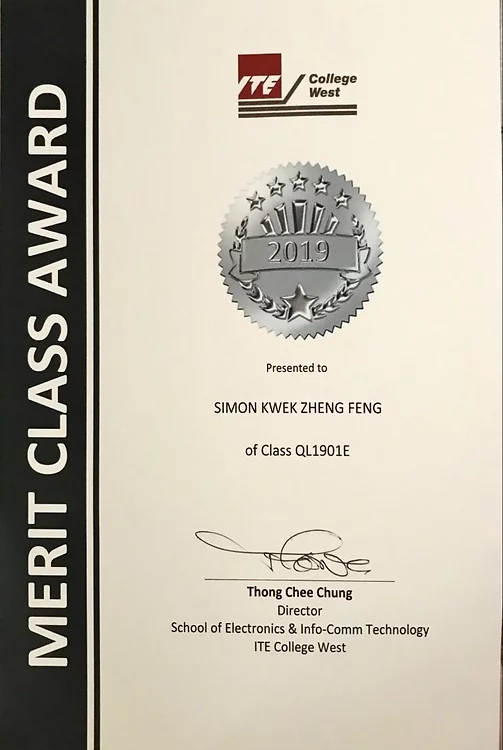 MERIT CLASS AWARD
ITE College
West
2019
Presented to
SIMON KWEK ZHENG FENG
of Class QL1901E
Thong Chee Chung
Director
School of Electronics & Info-Comm Technology
ITE College West